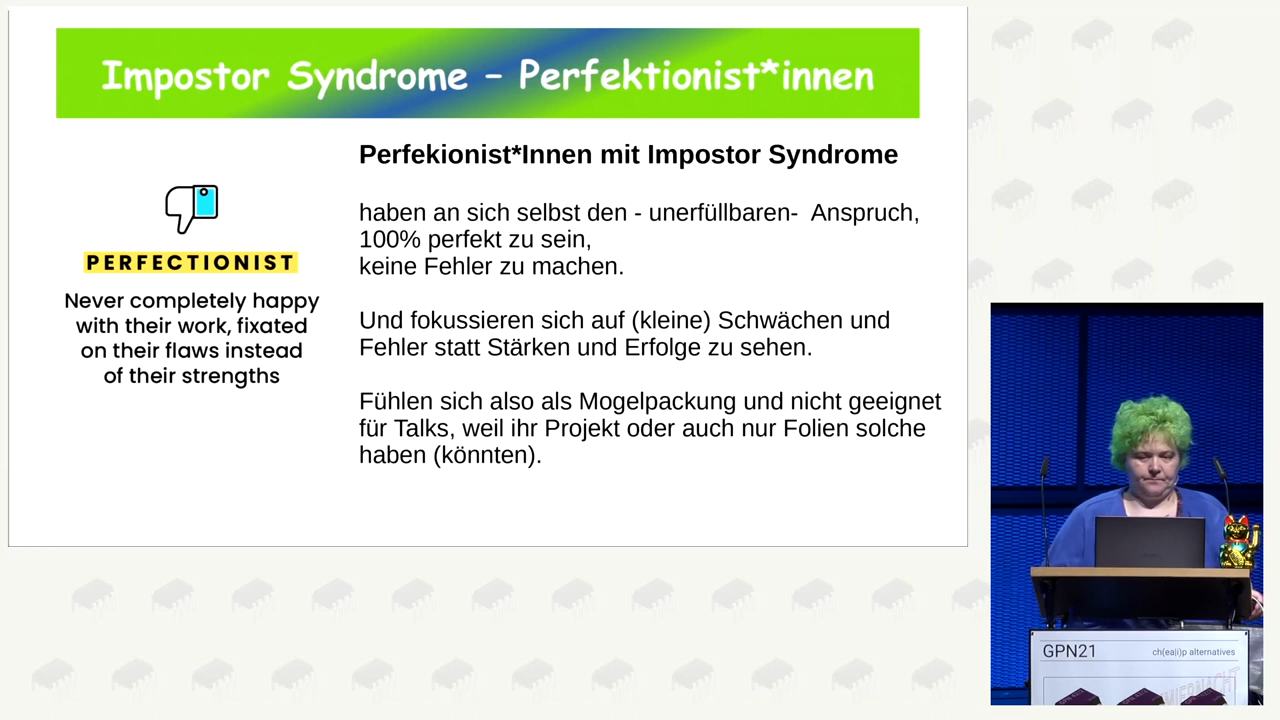 Impostor Syndrome – Perfektionist*innen
Perfekionist*Innen mit Impostor Syndrome
haben an sich selbst den - unerfüllbaren-  Anspruch,
100% perfekt zu sein,
keine Fehler zu machen.
Und fokussieren sich auf (kleine) Schwächen und
Fehler statt Stärken und Erfolge zu sehen.
Fühlen sich also als Mogelpackung und nicht geeignet
für Talks, weil ihr Projekt oder auch nur Folien solche
haben (könnten).
PERFECTIONIST
Never completely happy
with their work, fixated
on their flaws instead
of their strengths
GPN21
ch(ea|i)p alternatives